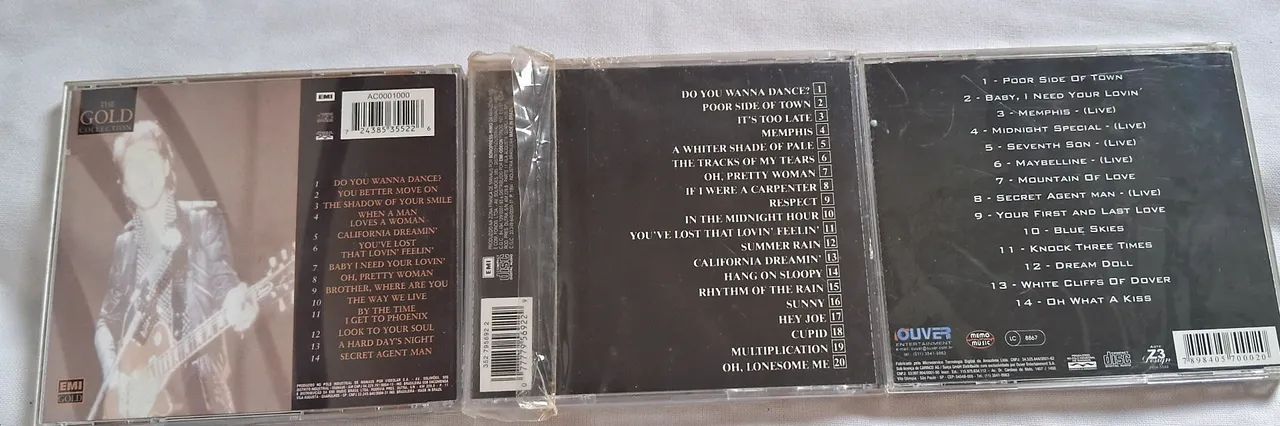 THE
GOLD
COLLECTION
EMI
AC0001000
7 24385 35522 6
1 DO YOU WANNA DANCE?
2 YOU BETTER MOVE ON
3 THE SHADOW OF YOUR SMILE
4 WHEN A MAN
LOVES A WOMAN
5 CALIFORNIA DREAMIN'
6 YOU'VE LOST
THAT LOVIN' FEELIN'
7 BABY I NEED YOUR LOVIN'
8 OH, PRETTY WOMAN
9 BROTHER, WHERE ARE YOU
10 THE WAY WE LIVE
11 BY THE TIME
I GET TO PHOENIX
12 LOOK TO YOUR SOUL
13 A HARD DAY'S NIGHT
14 SECRET AGENT MAN
EMI
GOLD
EMI
352 795692 2
DO YOU WANNA DANCE? 1
POOR SIDE OF TOWN 2
IT'S TOO LATE 3
MEMPHIS 4
A WHITER SHADE OF PALE 5
THE TRACKS OF MY TEARS 6
OH, PRETTY WOMAN 7
IF I WERE A CARPENTER 8
RESPECT 9
IN THE MIDNIGHT HOUR 10
YOU'VE LOST THAT LOVIN' FEELIN' 11
SUMMER RAIN 12
CALIFORNIA DREAMIN' 13
HANG ON SLOOPY 14
RHYTHM OF THE RAIN 15
SUNNY 16
HEY JOE 17
CUPID 18
MULTIPLICATION 19
OH, LONESOME ME 20
1 - POOR SIDE OF TOWN
2 - BABY, I NEED YOUR LOVIN'
3 - MEMPHIS - (LIVE)
4 - MIDNIGHT SPECIAL - (LIVE)
5 - SEVENTH SON - (LIVE)
6 - MAYBELLINE - (LIVE)
7 - MOUNTAIN OF LOVE
8 - SECRET AGENT MAN - (LIVE)
9 - YOUR FIRST AND LAST LOVE
10 - BLUE SKIES
11 - KNOCK THREE TIMES
12 - DREAM DOLL
13 - WHITE CLIFFS OF DOVER
14 - OH WHAT A KISS
OUVER
ENTERTAINMENT
MEMO
MUSIC
LC 8867
7 898405 700020